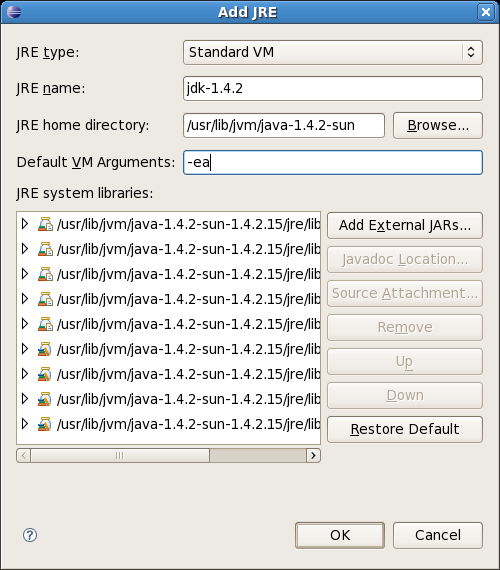 Add JRE
JRE type: Standard VM
JRE name: jdk-1.4.2
JRE home directory: /usr/lib/jvm/java-1.4.2-sun Browse...
Default VM Arguments: -ea
JRE system libraries:
/usr/lib/jvm/java-1.4.2-sun-1.4.2.15/jre/lib Add External JARs...
/usr/lib/jvm/java-1.4.2-sun-1.4.2.15/jre/lib Javadoc Location...
/usr/lib/jvm/java-1.4.2-sun-1.4.2.15/jre/lib Source Attachment...
/usr/lib/jvm/java-1.4.2-sun-1.4.2.15/jre/lib Remove
/usr/lib/jvm/java-1.4.2-sun-1.4.2.15/jre/lib
/usr/lib/jvm/java-1.4.2-sun-1.4.2.15/jre/lib Up
/usr/lib/jvm/java-1.4.2-sun-1.4.2.15/jre/lib Down
/usr/lib/jvm/java-1.4.2-sun-1.4.2.15/jre/lib
/usr/lib/jvm/java-1.4.2-sun-1.4.2.15/jre/lib Restore Default
? OK Cancel